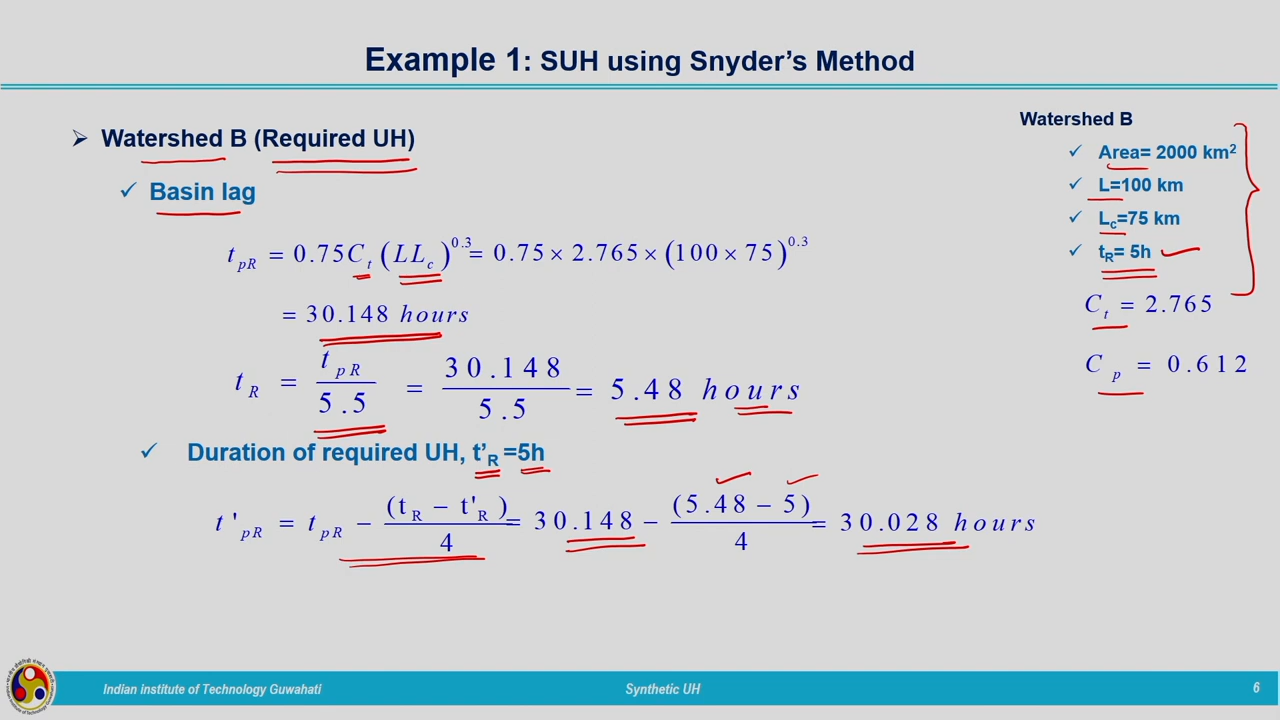 Example 1: SUH using Snyder's Method
➢ Watershed B (Required UH)
✓ Basin lag
t_pR = 0.75C_t (LL_c)^0.3 = 0.75 × 2.765 × (100 × 75)^0.3
= 30.148 hours
t_R = t_pR / 5.5 = 30.148 / 5.5 = 5.48 hours
✓ Duration of required UH, t'_R =5h
t'_pR = t_pR − (t_R − t'_R) / 4 = 30.148 − (5.48 − 5) / 4 = 30.028 hours
Watershed B
✓ Area= 2000 km²
✓ L=100 km
✓ L_c=75 km
✓ t_R= 5h
C_t = 2.765
C_p = 0.612
Indian institute of Technology Guwahati
Synthetic UH
6